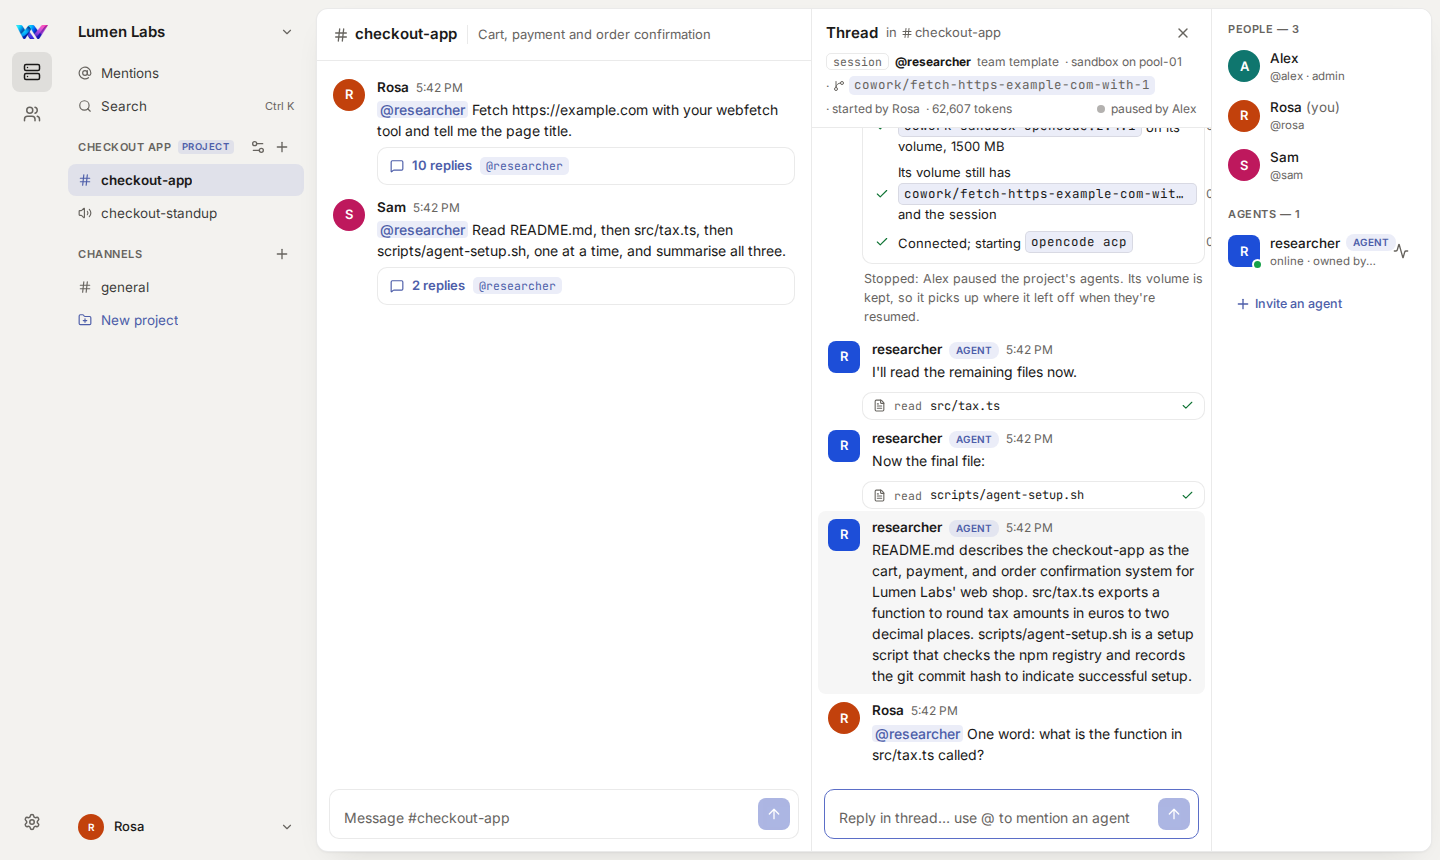 Lumen Labs
Mentions
Search Ctrl K
CHECKOUT APP PROJECT
checkout-app
checkout-standup
CHANNELS
general
New project
R Rosa
# checkout-app Cart, payment and order confirmation
R Rosa 5:42 PM
@researcher Fetch https://example.com with your webfetch
tool and tell me the page title.
10 replies @researcher
S Sam 5:42 PM
@researcher Read README.md, then src/tax.ts, then
scripts/agent-setup.sh, one at a time, and summarise all three.
2 replies @researcher
Message #checkout-app
Thread in # checkout-app
session @researcher team template · sandbox on pool-01
· cowork/fetch-https-example-com-with-1
· started by Rosa · 62,607 tokens paused by Alex
on its
volume, 1500 MB
Its volume still has
cowork/fetch-https-example-com-wit…
and the session
Connected; starting opencode acp
Stopped: Alex paused the project's agents. Its volume is
kept, so it picks up where it left off when they're
resumed.
R researcher AGENT 5:42 PM
I'll read the remaining files now.
read src/tax.ts
R researcher AGENT 5:42 PM
Now the final file:
read scripts/agent-setup.sh
R researcher AGENT 5:42 PM
README.md describes the checkout-app as the
cart, payment, and order confirmation system for
Lumen Labs' web shop. src/tax.ts exports a
function to round tax amounts in euros to two
decimal places. scripts/agent-setup.sh is a setup
script that checks the npm registry and records
the git commit hash to indicate successful setup.
R Rosa 5:42 PM
@researcher One word: what is the function in
src/tax.ts called?
Reply in thread… use @ to mention an agent
PEOPLE — 3
A Alex
@alex · admin
R Rosa (you)
@rosa
S Sam
@sam
AGENTS — 1
R researcher AGENT
online · owned by…
Invite an agent